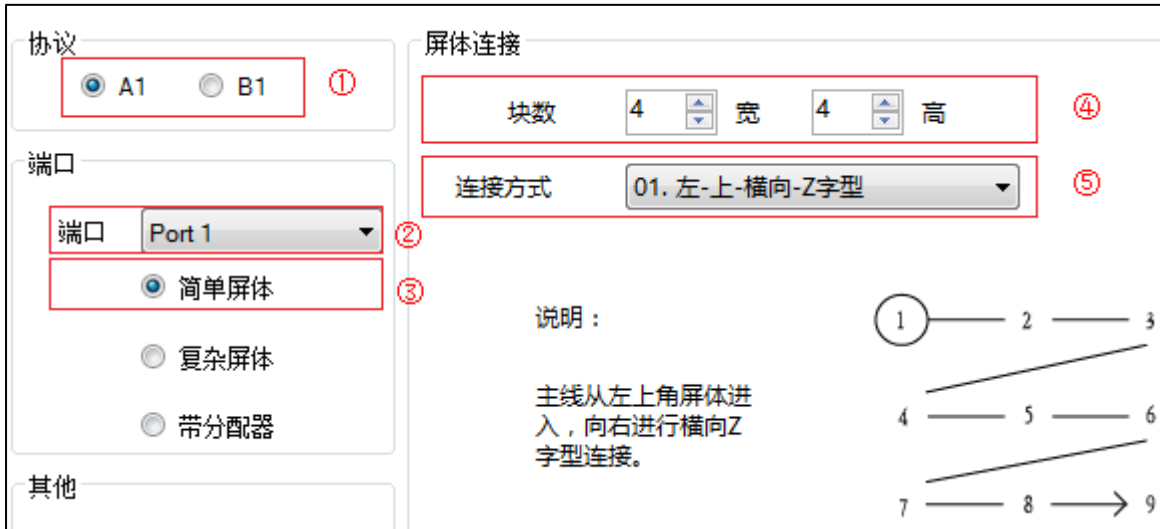 协议
A1 B1 ①
端口
端口 Port 1 ②
简单屏体 ③
复杂屏体
带分配器
其他
屏体连接
块数 4 宽 4 高 ④
连接方式 01. 左-上-横向-Z字型 ⑤
说明：
主线从左上角屏体进
入，向右进行横向Z
字型连接。
1 2 3
4 5 6
7 8 9